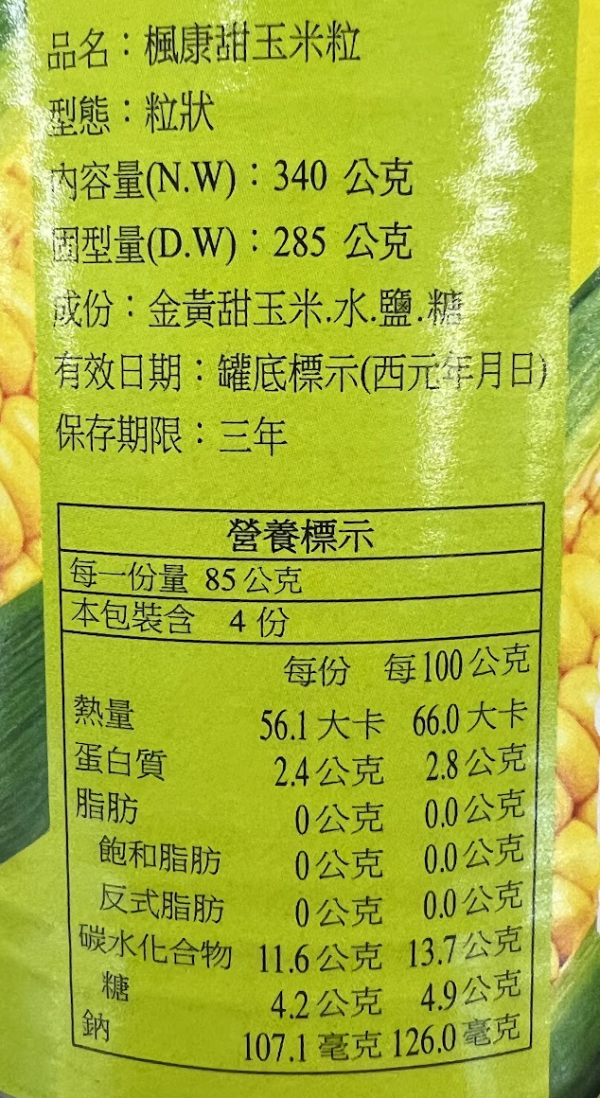 品名：楓康甜玉米粒
型態：粒狀
內容量(N.W)：340 公克
固型量(D.W)：285 公克
成份：金黃甜玉米.水.鹽.糖
有效日期：罐底標示(西元年月日)
保存期限：三年
營養標示
每一份量 85公克
本包裝含 4份
每份 每100公克
熱量 56.1大卡 66.0大卡
蛋白質 2.4公克 2.8公克
脂肪 0公克 0.0公克
飽和脂肪 0公克 0.0公克
反式脂肪 0公克 0.0公克
碳水化合物 11.6公克 13.7公克
糖 4.2公克 4.9公克
鈉 107.1毫克 126.0毫克